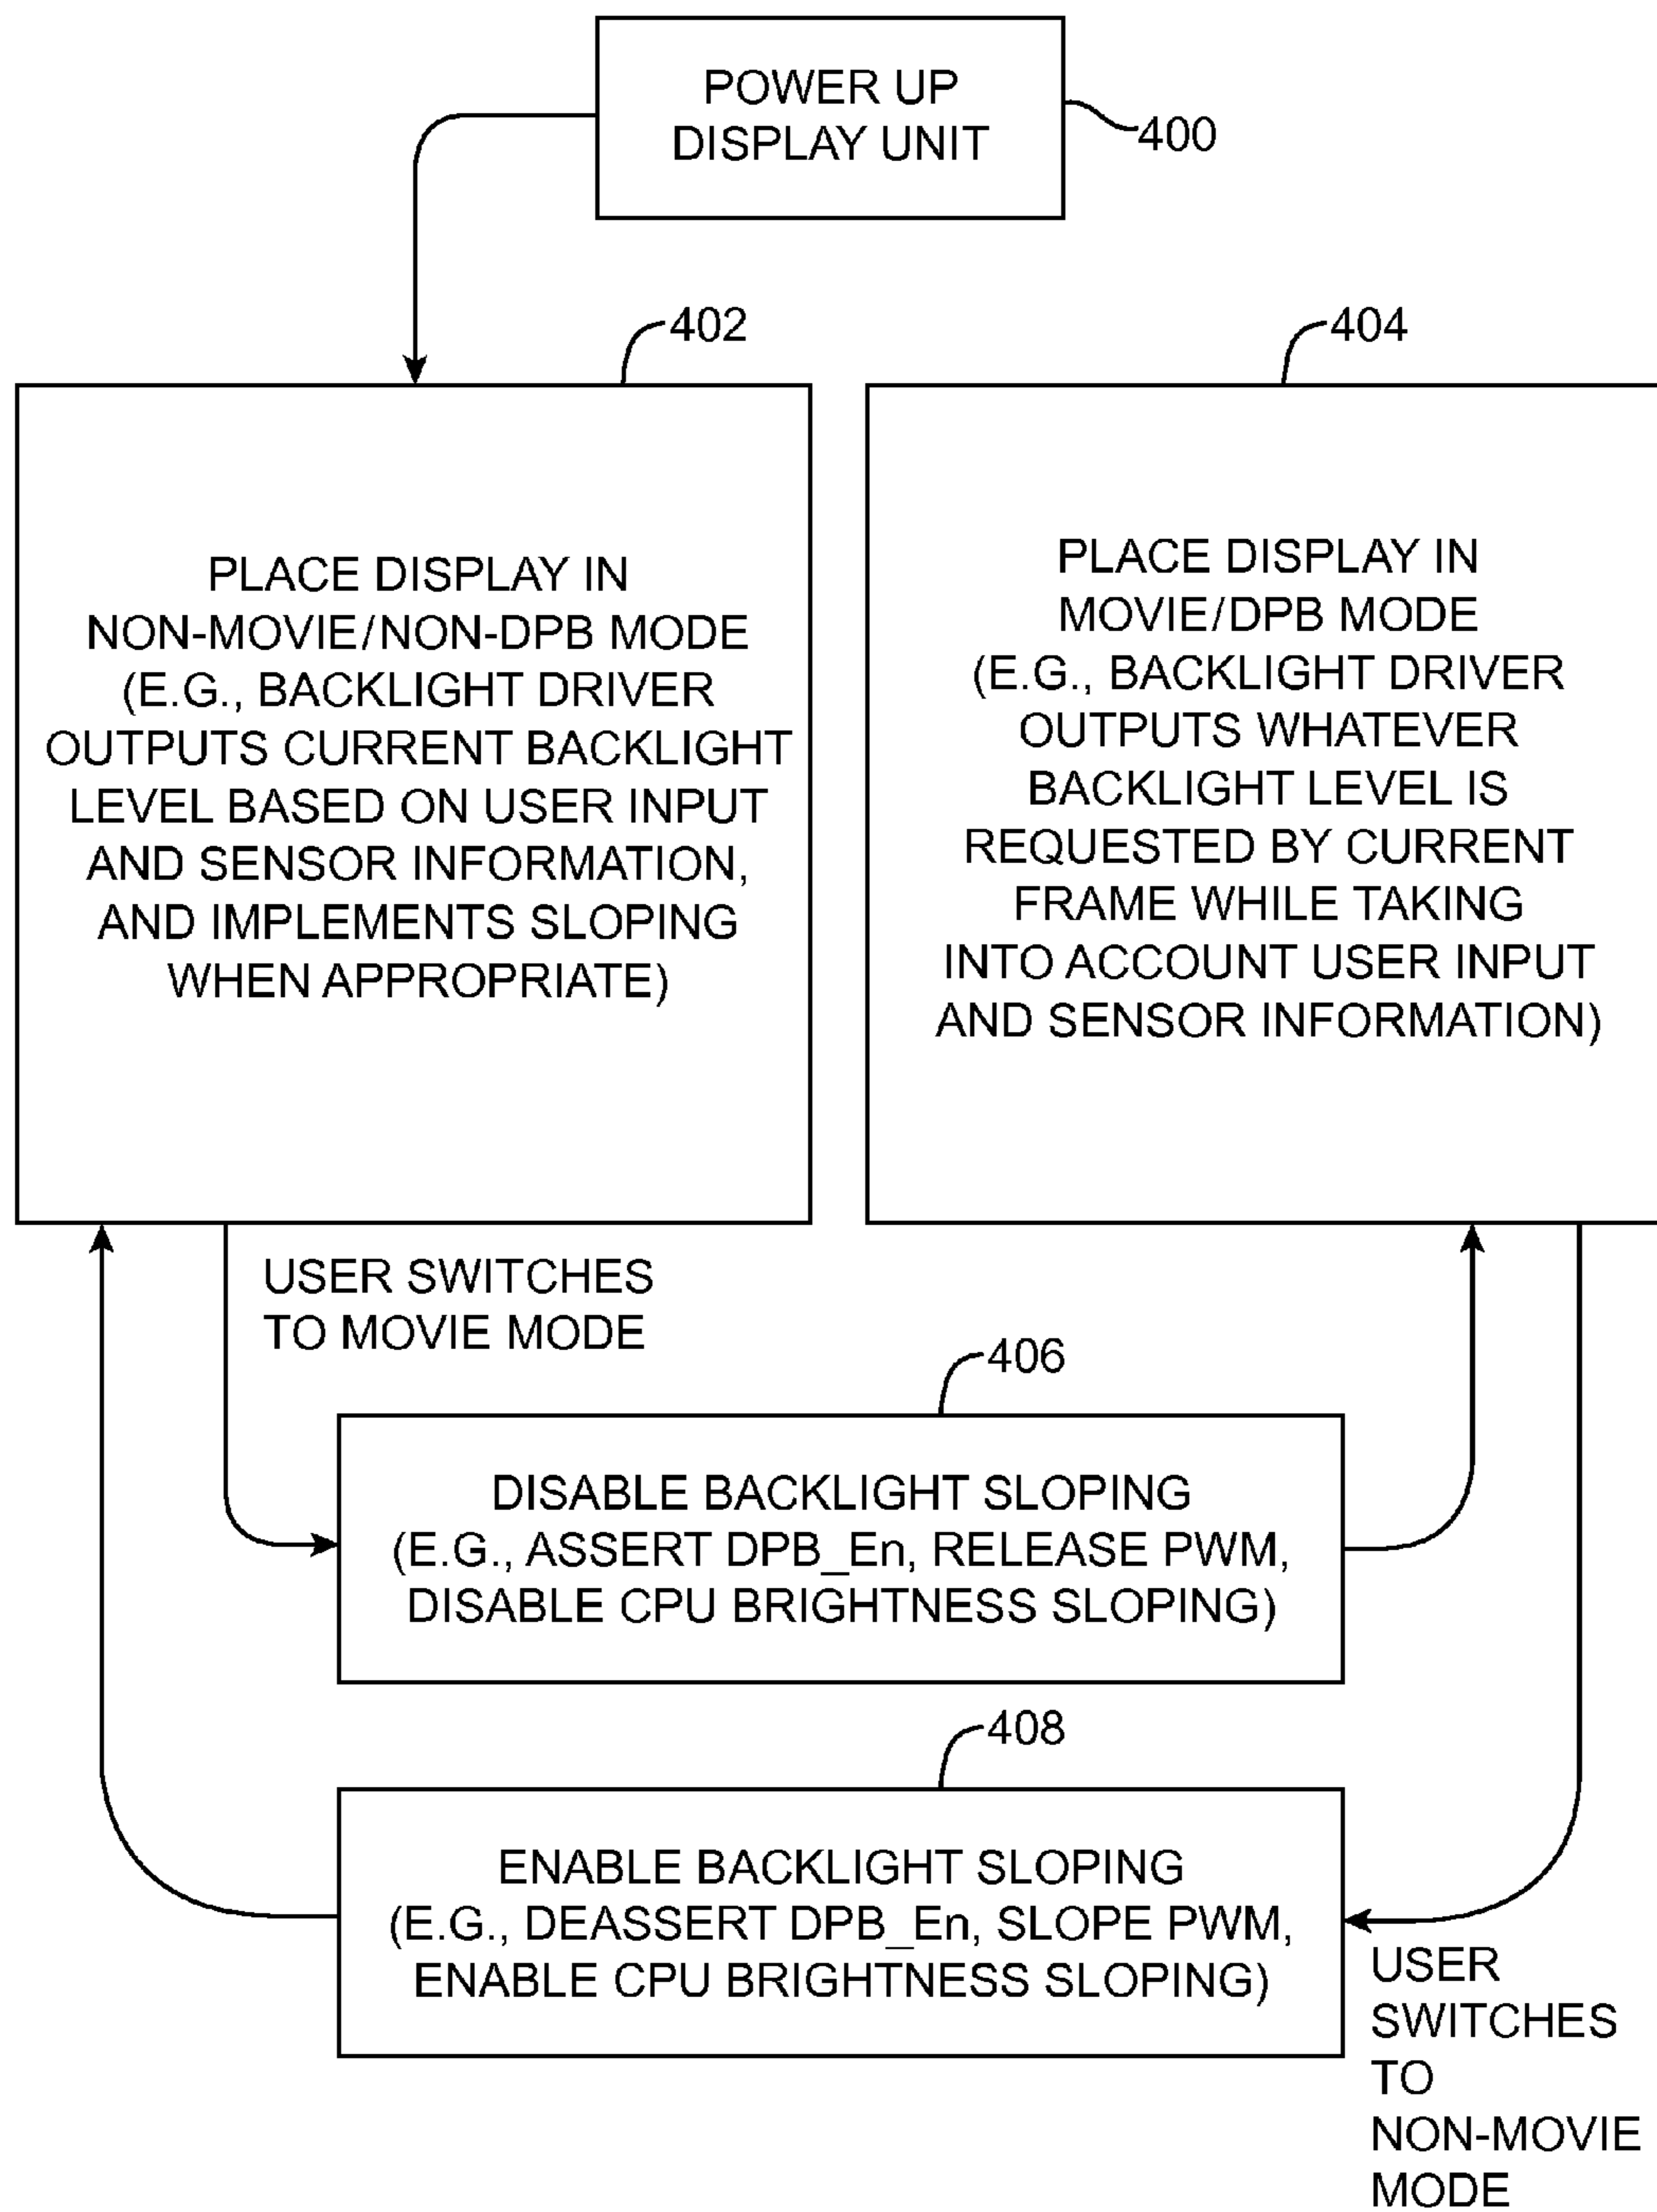 POWER UP
DISPLAY UNIT
400
402
PLACE DISPLAY IN
NON-MOVIE/NON-DPB MODE
(E.G., BACKLIGHT DRIVER
OUTPUTS CURRENT BACKLIGHT
LEVEL BASED ON USER INPUT
AND SENSOR INFORMATION,
AND IMPLEMENTS SLOPING
WHEN APPROPRIATE)
404
PLACE DISPLAY IN
MOVIE/DPB MODE
(E.G., BACKLIGHT DRIVER
OUTPUTS WHATEVER
BACKLIGHT LEVEL IS
REQUESTED BY CURRENT
FRAME WHILE TAKING
INTO ACCOUNT USER INPUT
AND SENSOR INFORMATION)
USER SWITCHES
TO MOVIE MODE
406
DISABLE BACKLIGHT SLOPING
(E.G., ASSERT DPB_En, RELEASE PWM,
DISABLE CPU BRIGHTNESS SLOPING)
408
ENABLE BACKLIGHT SLOPING
(E.G., DEASSERT DPB_En, SLOPE PWM,
ENABLE CPU BRIGHTNESS SLOPING)
USER
SWITCHES
TO
NON-MOVIE
MODE